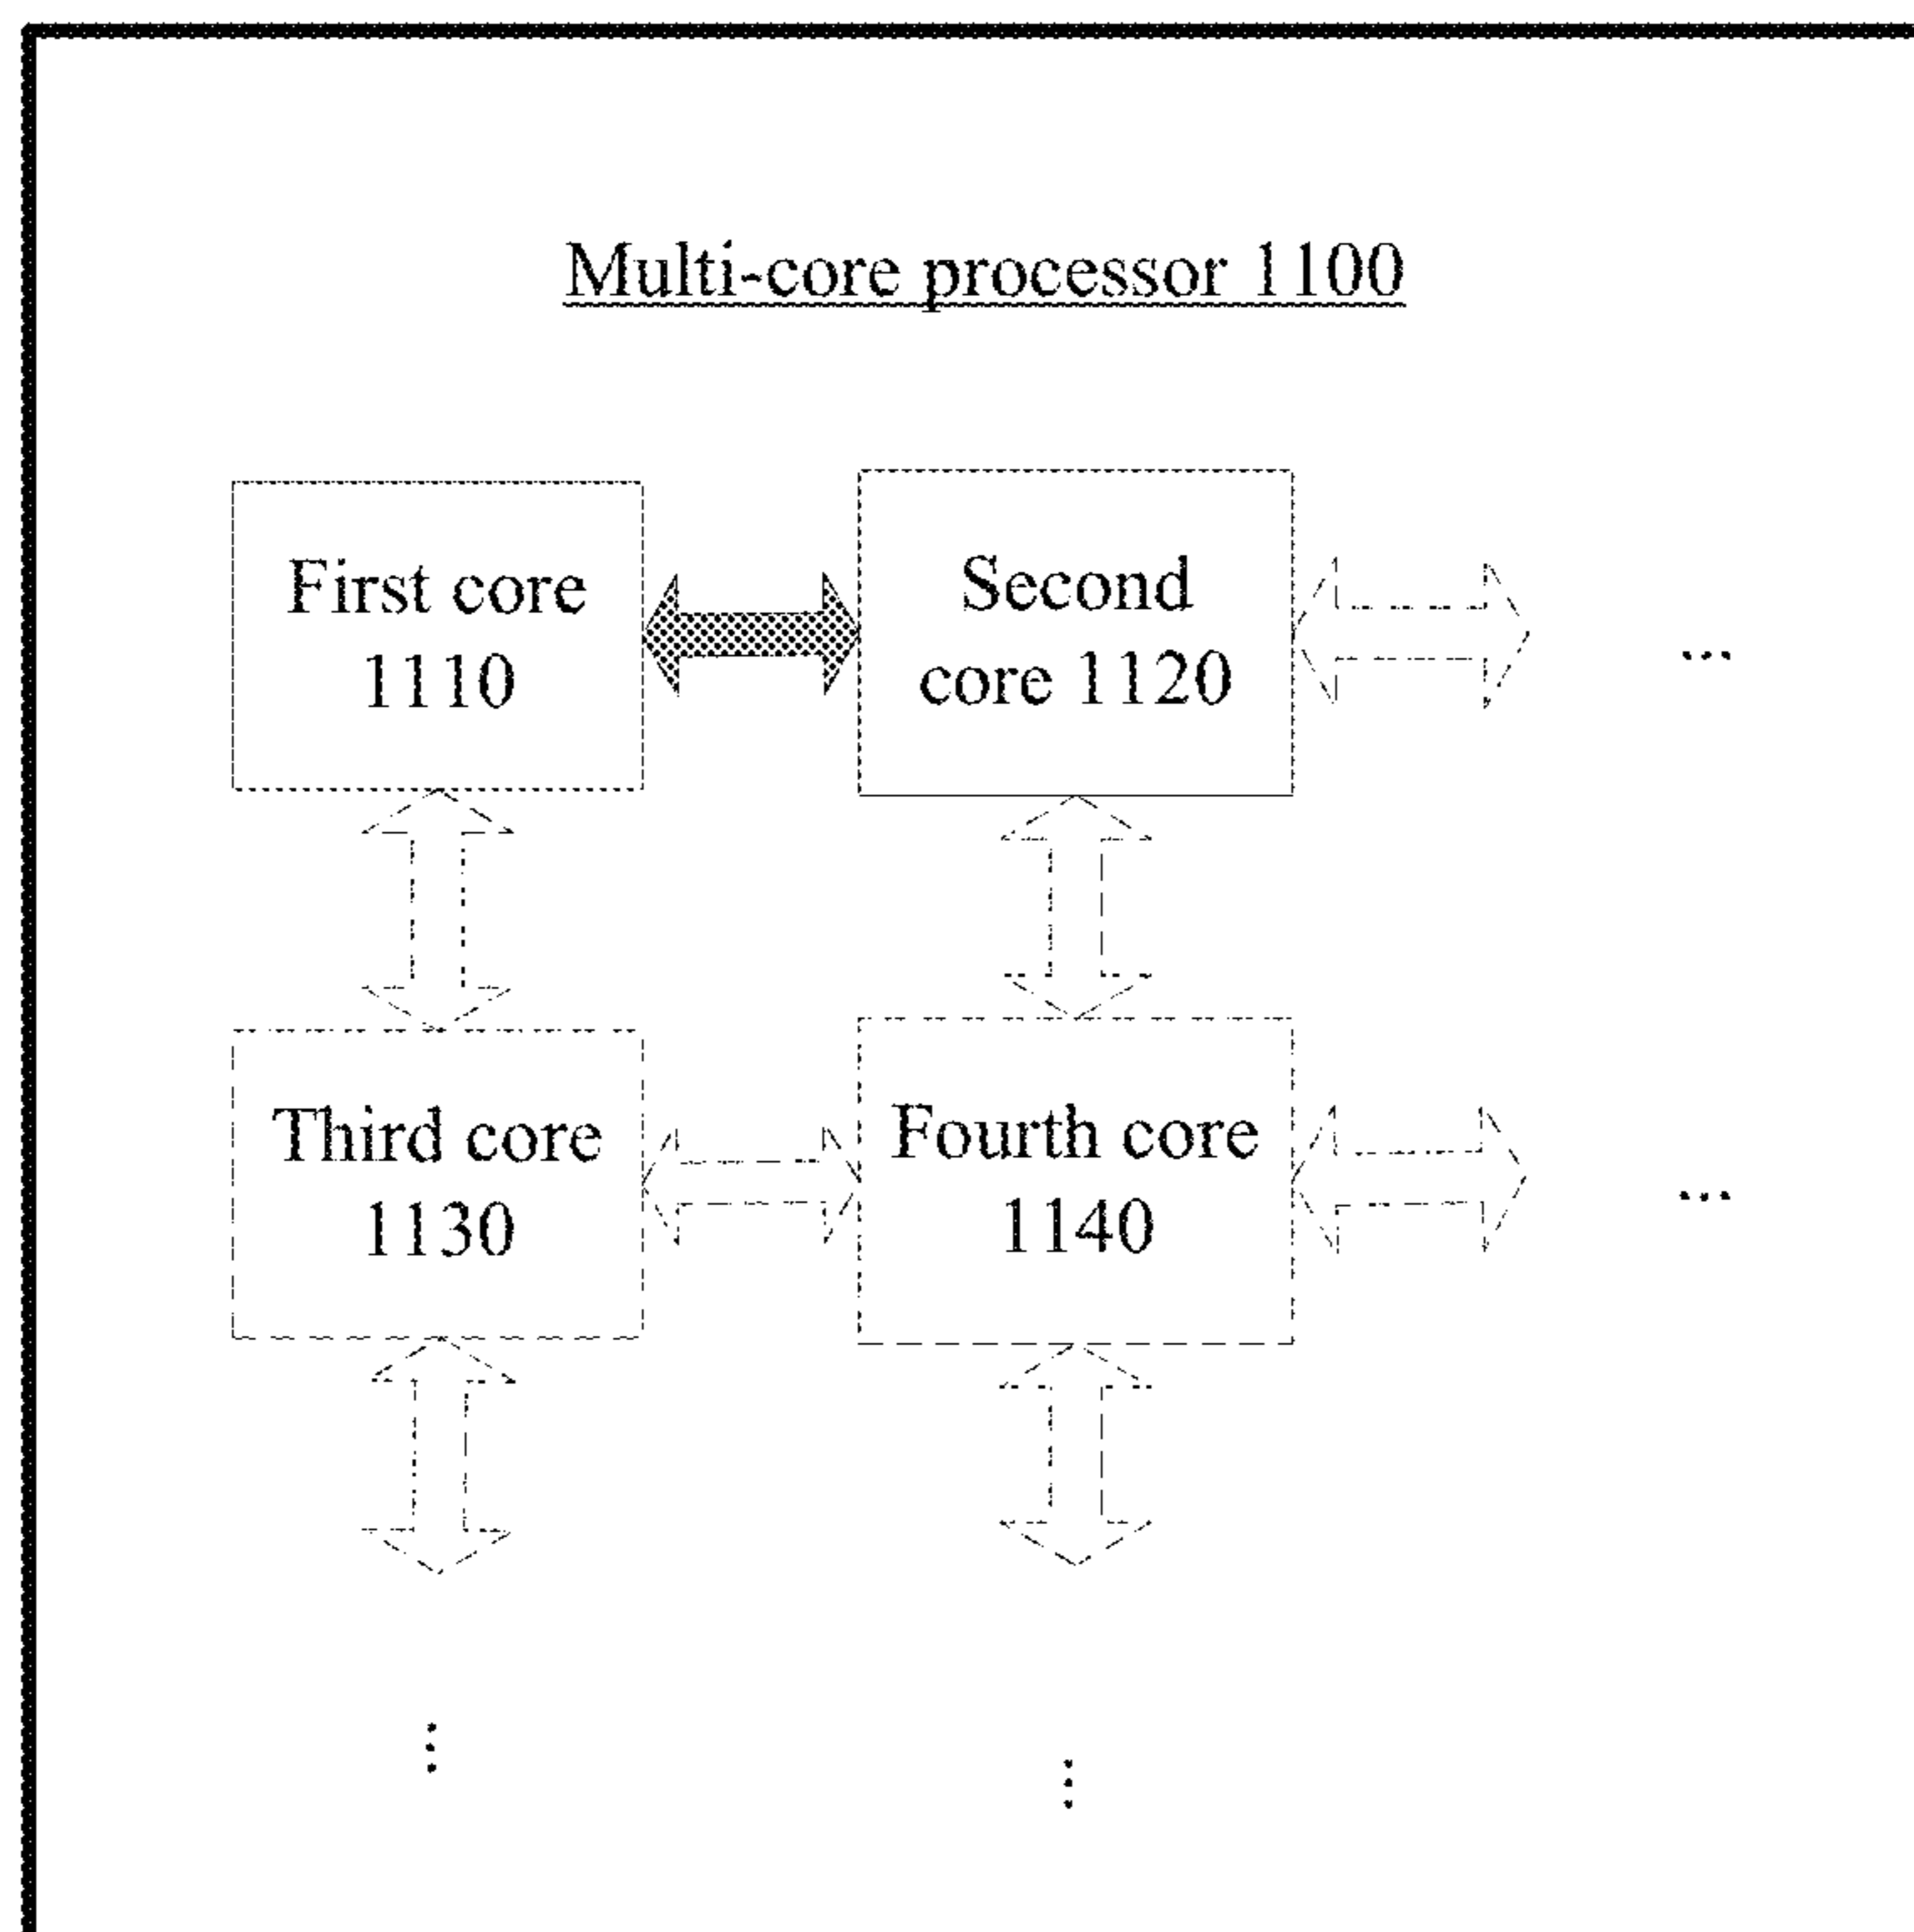 Multi-core processor 1100
First core
1110
Second
core 1120
...
Third core
1130
Fourth core
1140
...
⋮
⋮